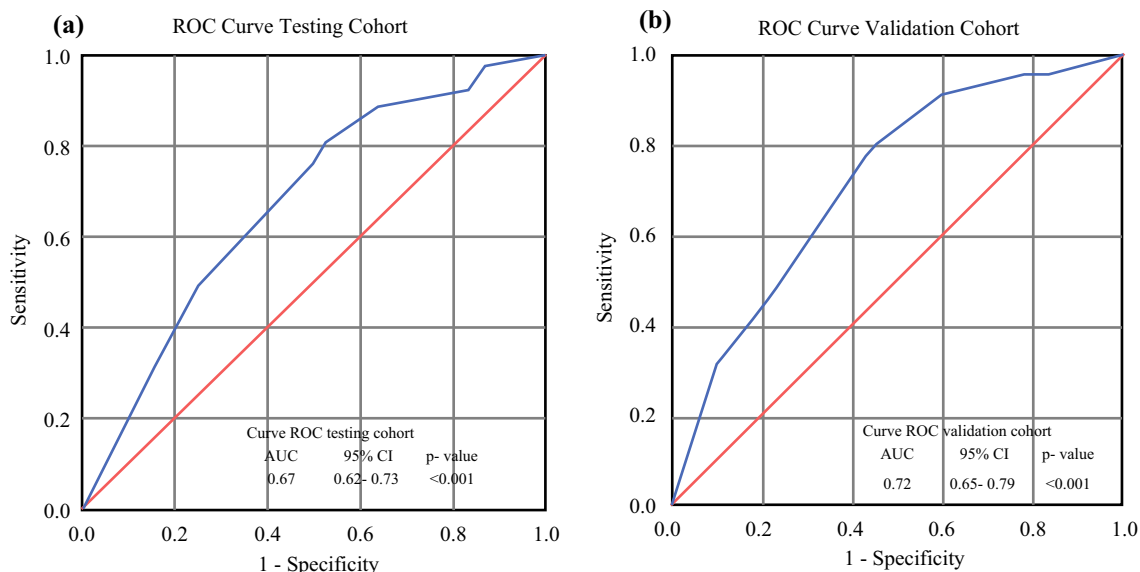 (a)
ROC Curve Testing Cohort
1.0
0.8
0.6
0.4
0.2
0.0
Sensitivity
Curve ROC testing cohort
AUC 95% CI p- value
0.67 0.62- 0.73 <0.001
0.0 0.2 0.4 0.6 0.8 1.0
1 - Specificity
(b)
ROC Curve Validation Cohort
1.0
0.8
0.6
0.4
0.2
0.0
Sensitivity
Curve ROC validation cohort
AUC 95% CI p- value
0.72 0.65- 0.79 <0.001
0.0 0.2 0.4 0.6 0.8 1.0
1 - Specificity